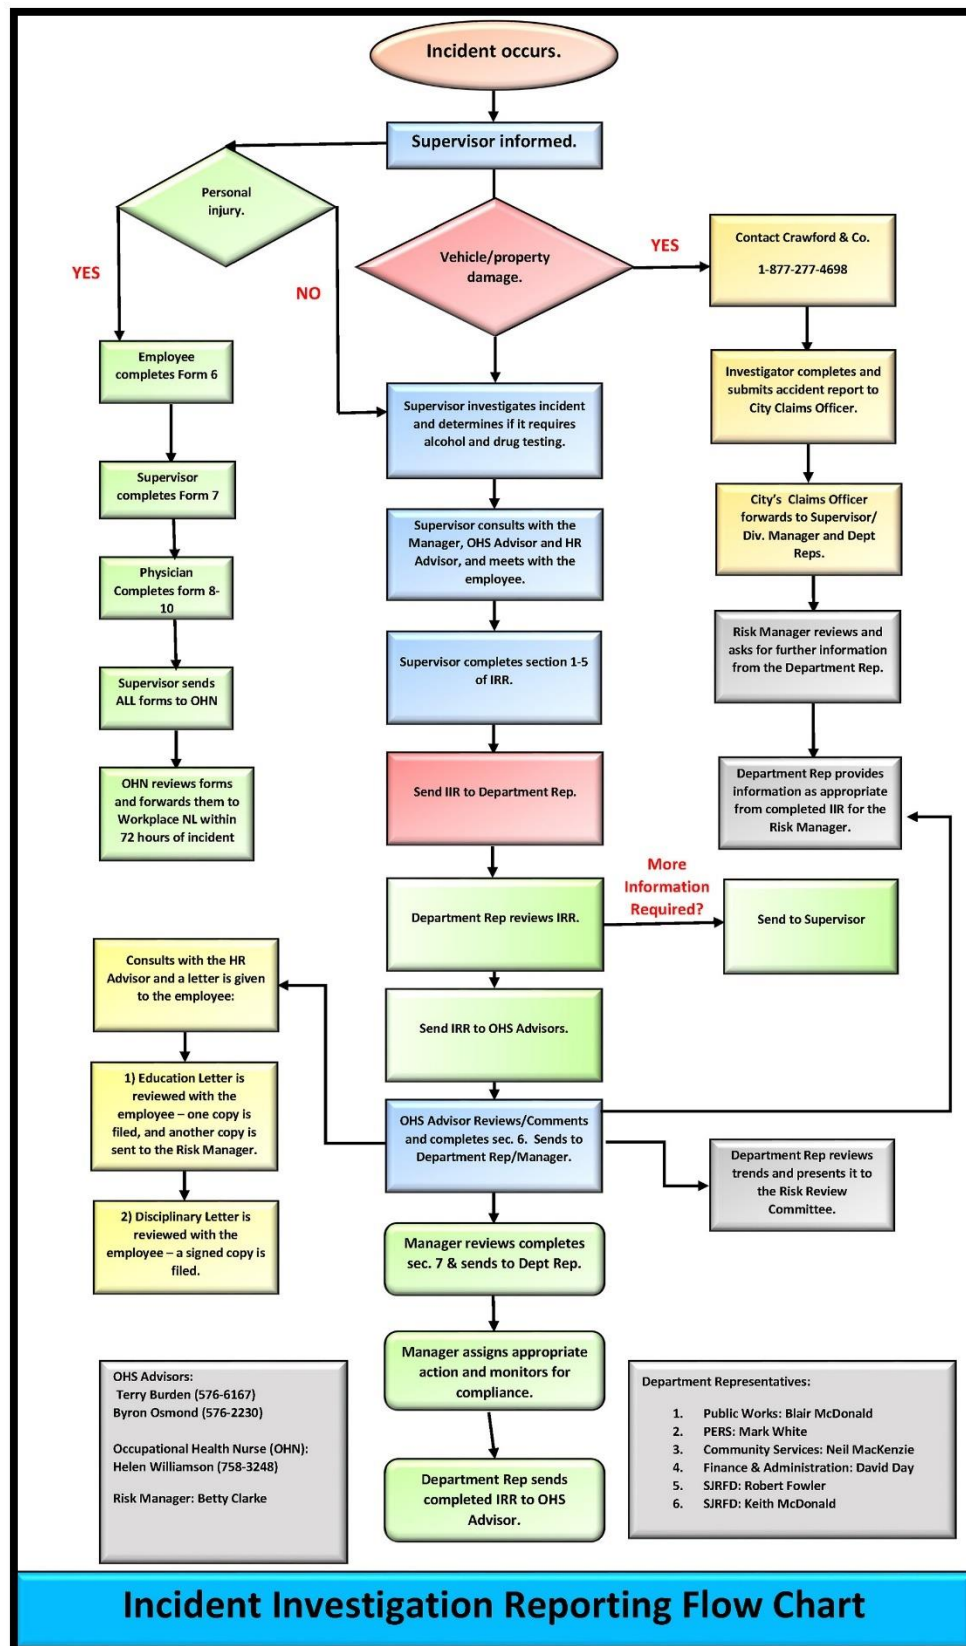 Incident occurs.
Supervisor informed.
Personal
injury.
YES
NO
Vehicle/property
damage.
YES
Contact Crawford & Co.
1-877-277-4698
Employee
completes Form 6
Supervisor
completes Form 7
Physician
Completes form 8-
10
Supervisor sends
ALL forms to OHN
OHN reviews forms
and forwards them to
Workplace NL within
72 hours of incident
Supervisor investigates incident
and determines if it requires
alcohol and drug testing.
Supervisor consults with the
Manager, OHS Advisor and HR
Advisor, and meets with the
employee.
Supervisor completes section 1-5
of IRR.
Send IIR to Department Rep.
Department Rep reviews IRR.
More
Information
Required?
Send to Supervisor
Send IRR to OHS Advisors.
OHS Advisor Reviews/Comments
and completes sec. 6. Sends to
Department Rep/Manager.
Manager reviews completes
sec. 7 & sends to Dept Rep.
Manager assigns appropriate
action and monitors for
compliance.
Department Rep sends
completed IRR to OHS
Advisor.
Investigator completes and
submits accident report to
City Claims Officer.
City's Claims Officer
forwards to Supervisor/
Div. Manager and Dept
Reps.
Risk Manager reviews and
asks for further information
from the Department Rep.
Department Rep provides
information as appropriate
from completed IIR for the
Risk Manager.
Department Rep reviews
trends and presents it to
the Risk Review
Committee.
Consults with the HR
Advisor and a letter is given
to the employee:
1) Education Letter is
reviewed with the
employee – one copy is
filed, and another copy is
sent to the Risk Manager.
2) Disciplinary Letter is
reviewed with the
employee – a signed copy is
filed.
OHS Advisors:
Terry Burden (576-6167)
Byron Osmond (576-2230)
Occupational Health Nurse (OHN):
Helen Williamson (758-3248)
Risk Manager: Betty Clarke
Department Representatives:
1. Public Works: Blair McDonald
2. PERS: Mark White
3. Community Services: Neil MacKenzie
4. Finance & Administration: David Day
5. SJRFD: Robert Fowler
6. SJRFD: Keith McDonald
Incident Investigation Reporting Flow Chart